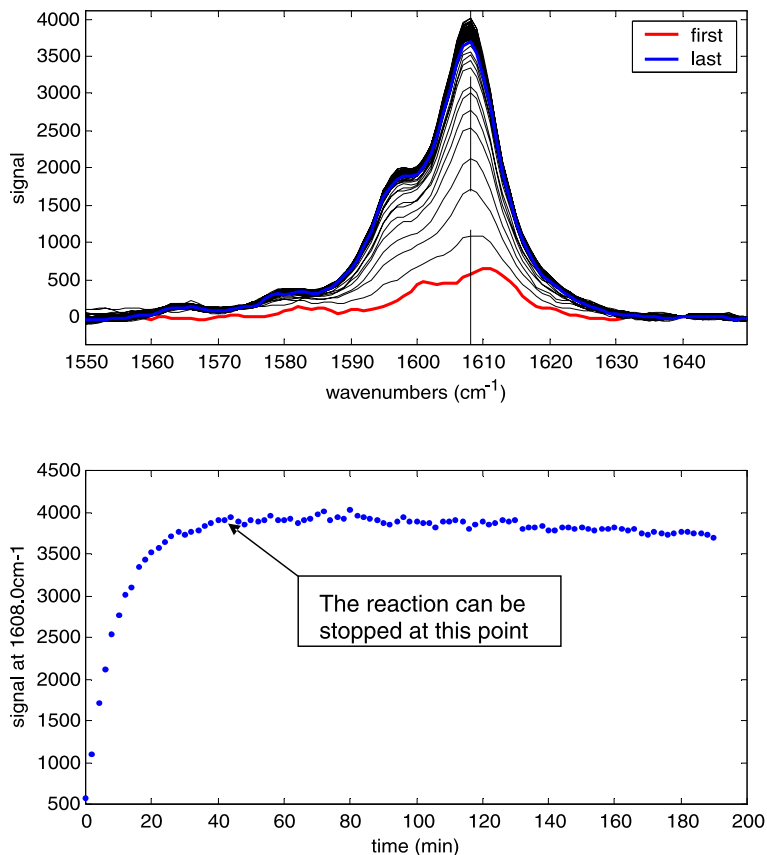 4000
3500
3000
2500
2000
1500
1000
500
0
signal
first
last
1550 1560 1570 1580 1590 1600 1610 1620 1630 1640
wavenumbers (cm-1)
4500
4000
3500
3000
2500
2000
1500
1000
500
signal at 1608.0cm-1
The reaction can be
stopped at this point
0 20 40 60 80 100 120 140 160 180 200
time (min)